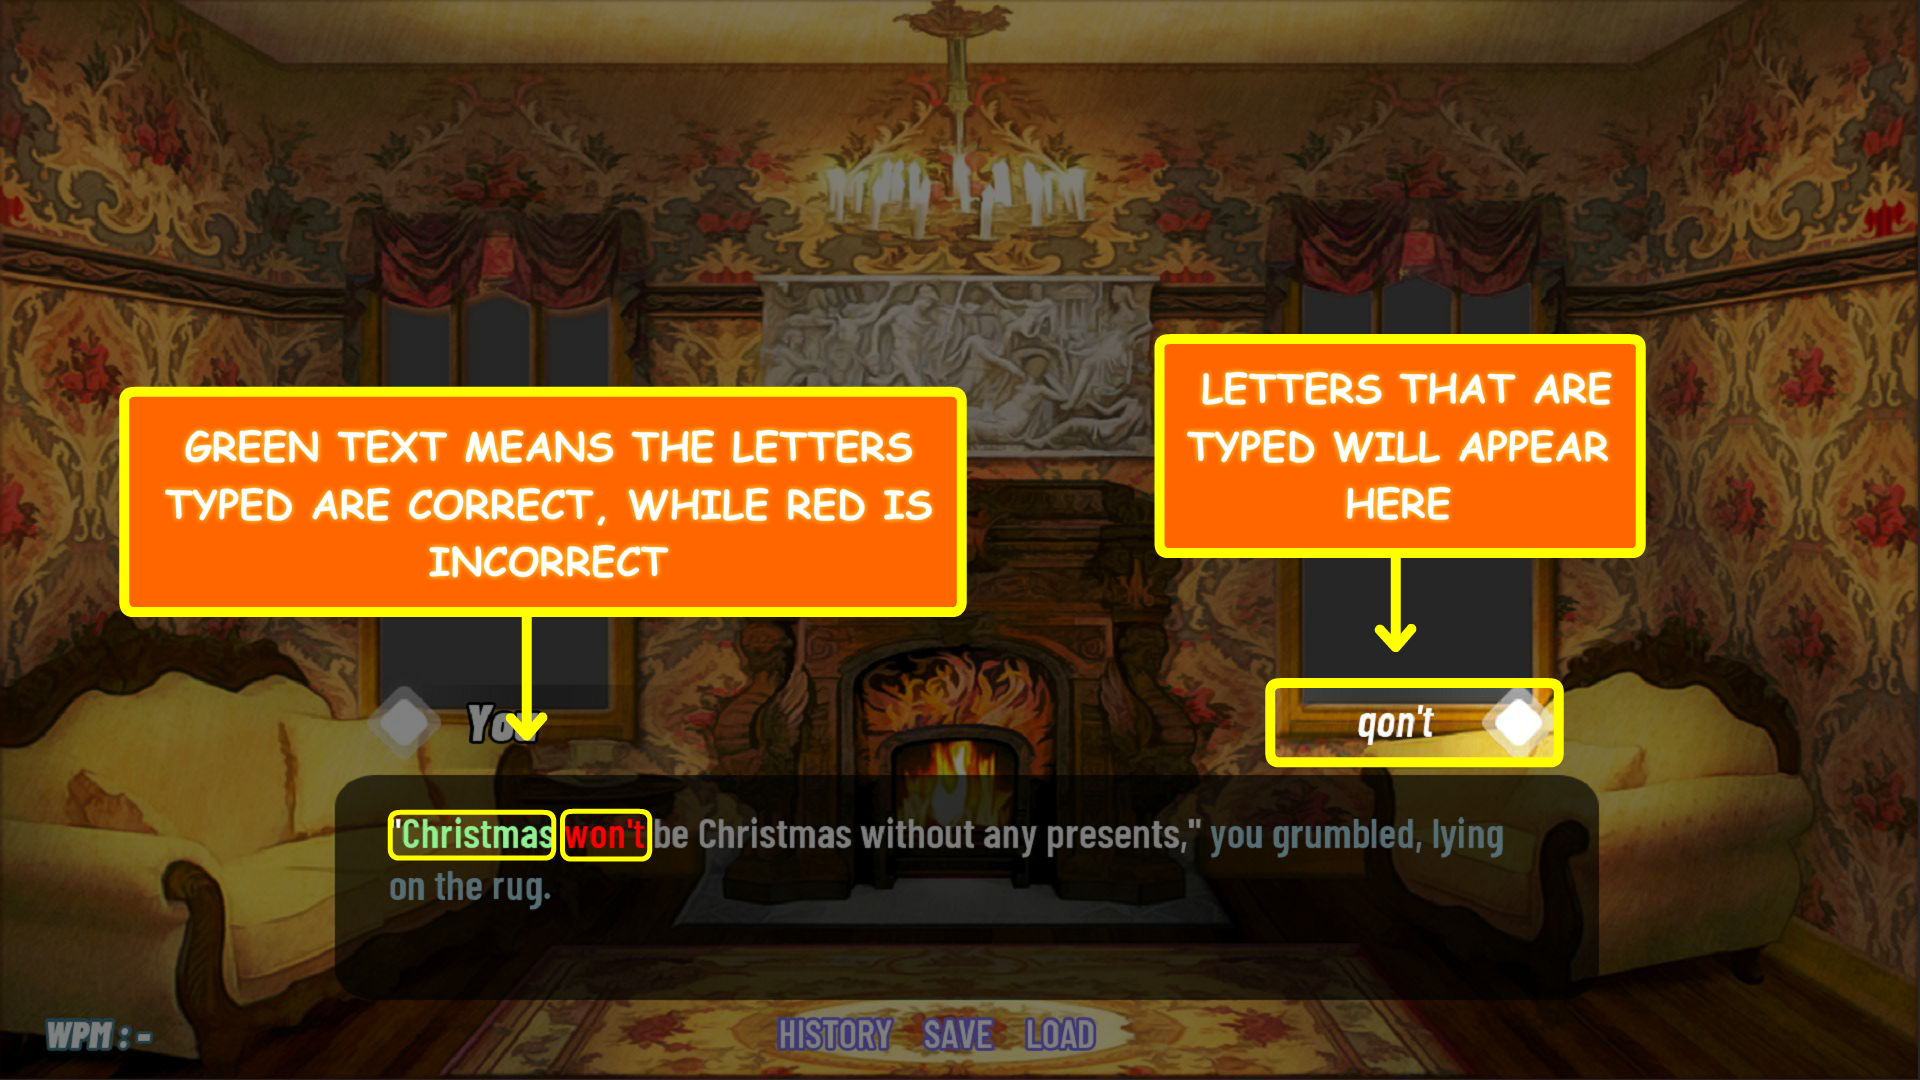 LETTERS THAT ARE
TYPED WILL APPEAR
HERE
GREEN TEXT MEANS THE LETTERS
TYPED ARE CORRECT, WHILE RED IS
INCORRECT
You
qon't
"Christmas won't be Christmas without any presents," you grumbled, lying
on the rug.
WPM : -
HISTORY SAVE LOAD